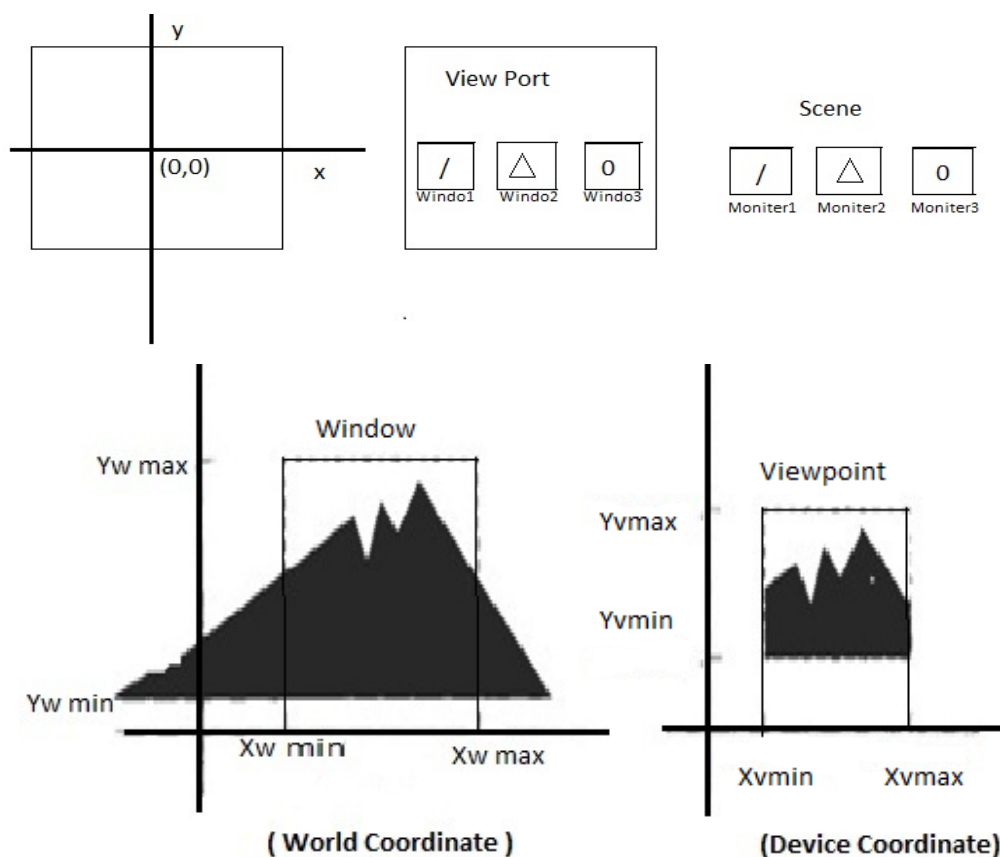 y
(0,0)
x
View Port
/
0
Windo1
Windo2
Windo3
Scene
/
0
Moniter1
Moniter2
Moniter3
Window
Yw max
Yw min
Xw min
Xw max
( World Coordinate )
Viewpoint
Yvmax
Yvmin
Xvmin
Xvmax
(Device Coordinate)